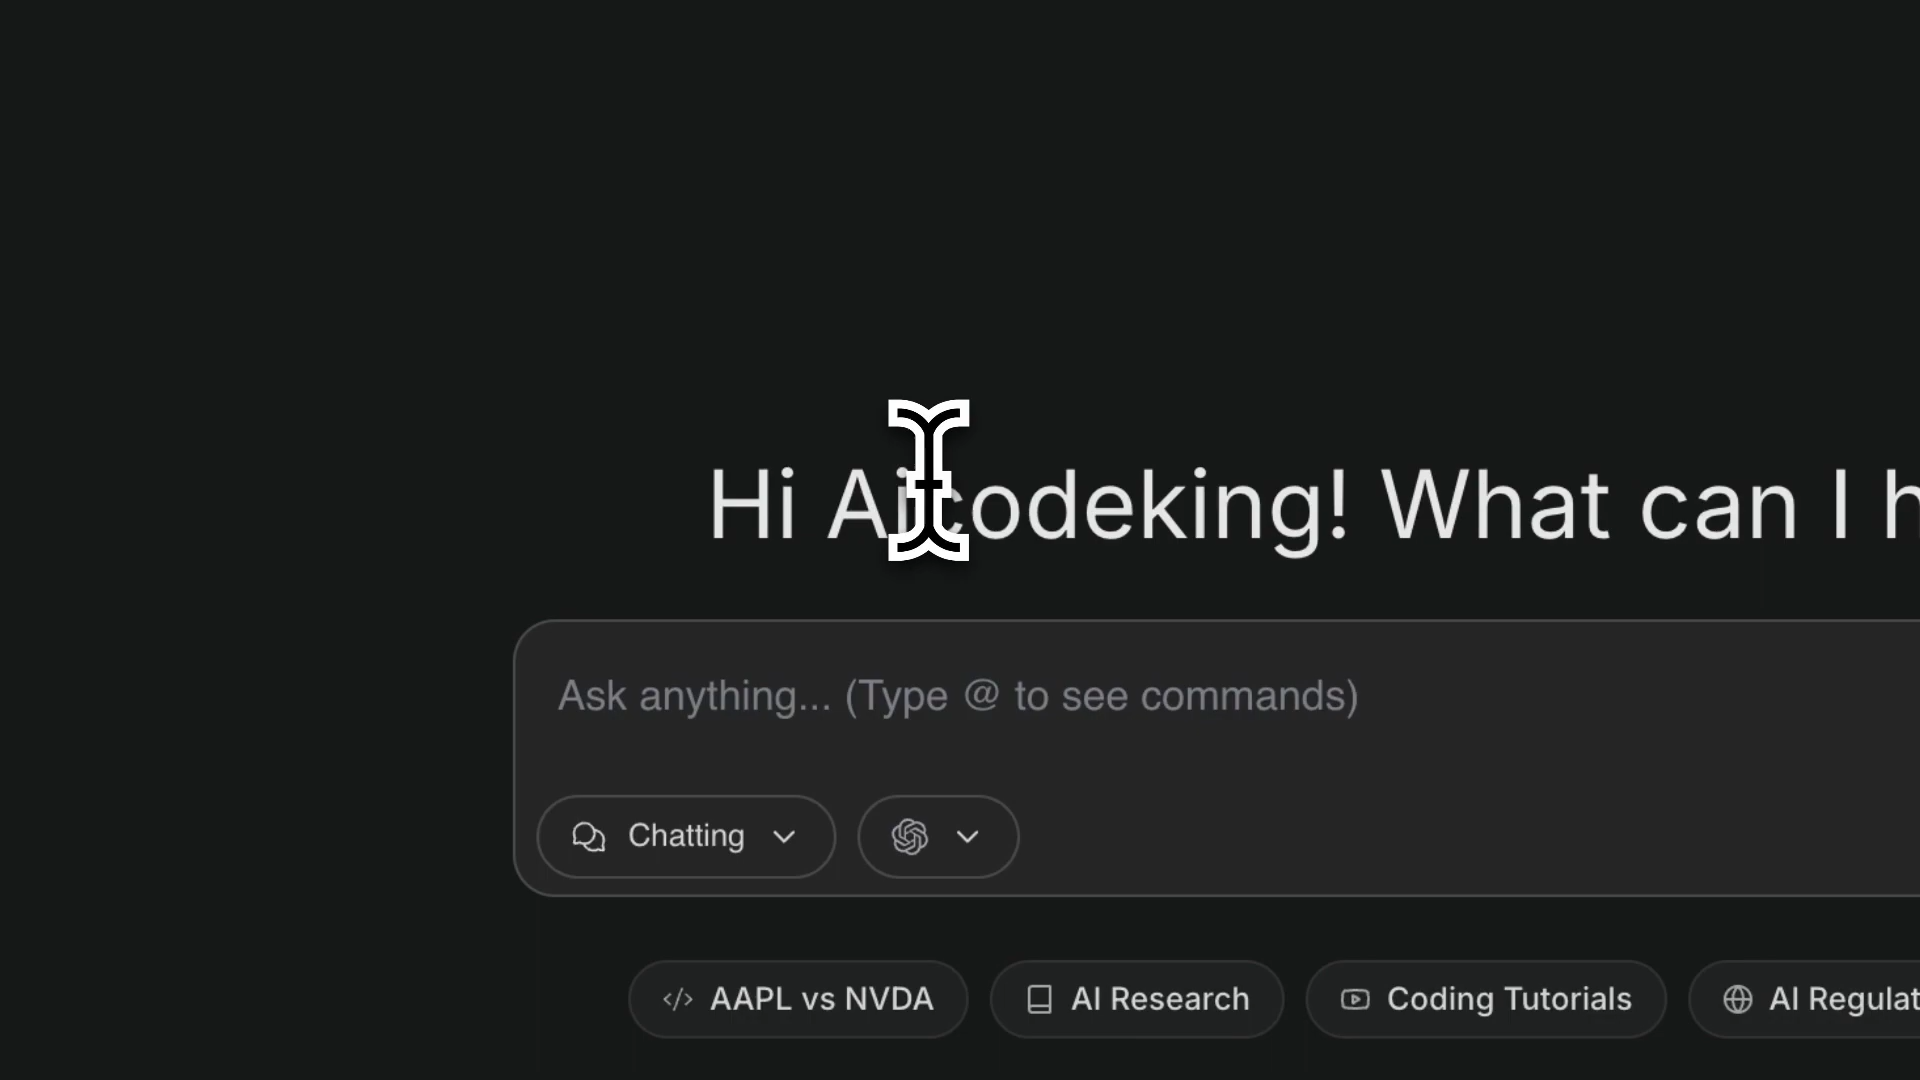 Hi Aicodeking! What can I h
Ask anything... (Type @ to see commands)
Chatting
AAPL vs NVDA
AI Research
Coding Tutorials
AI Regulat